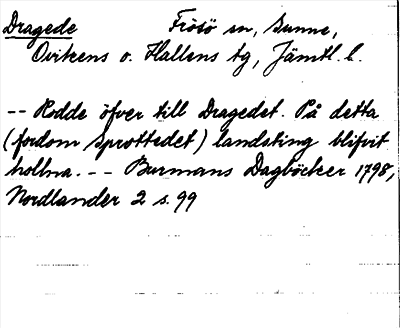 Dragede Frösö sn, Sunne,
Ovikens o. Hallens tg, Jämtl. l.
-- Rodde öfver till Dragedet. På detta
(fordom Sprottedet) landsting blifvit
hollna. -- Burmans Dagböcker 1798,
Nordlander 2 s. 99